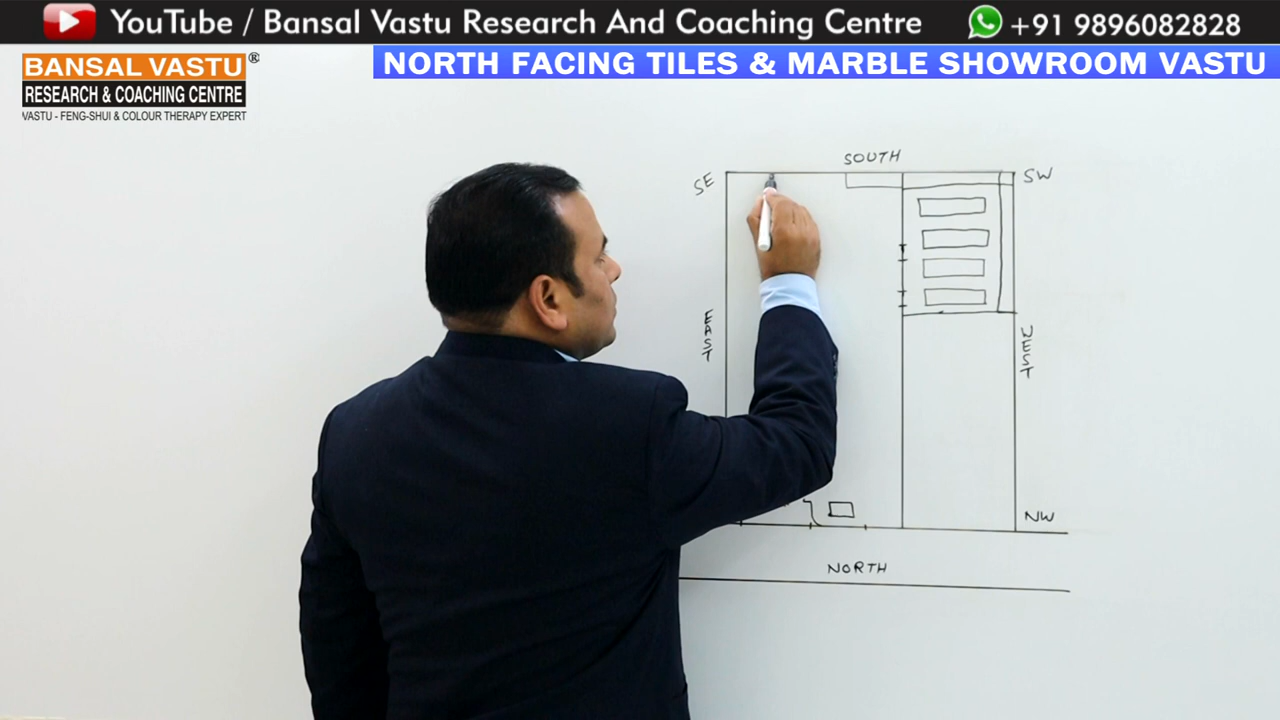 YouTube / Bansal Vastu Research And Coaching Centre
+91 9896082828
BANSAL VASTU®
RESEARCH & COACHING CENTRE
VASTU - FENG-SHUI & COLOUR THERAPY EXPERT
NORTH FACING TILES & MARBLE SHOWROOM VASTU
SOUTH
SE
SW
EAST
WEST
NW
NORTH